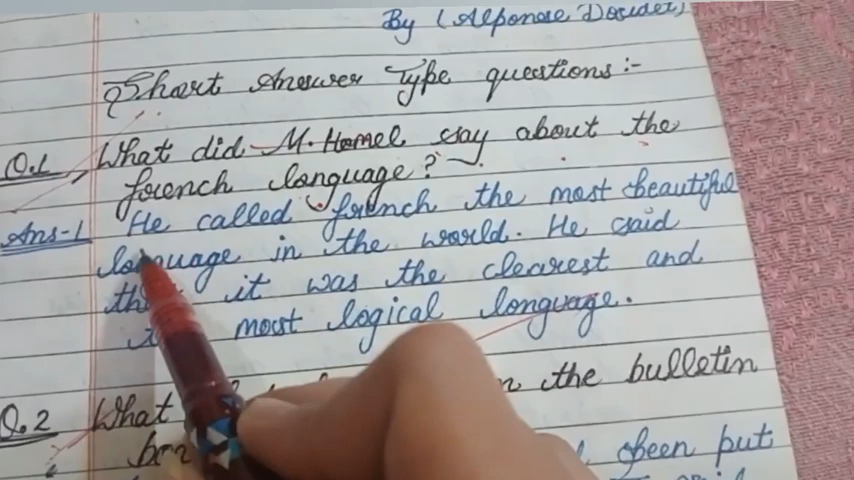 By (Alponose Doudet)
Short Answer Type questions:-
Q.1, What did M. Hamel say about the
french language?
Ans-1 He called french the most beautiful
language in the world. He said
it was the clearest and
most logical language.
Q.2 What the bulletin
been put